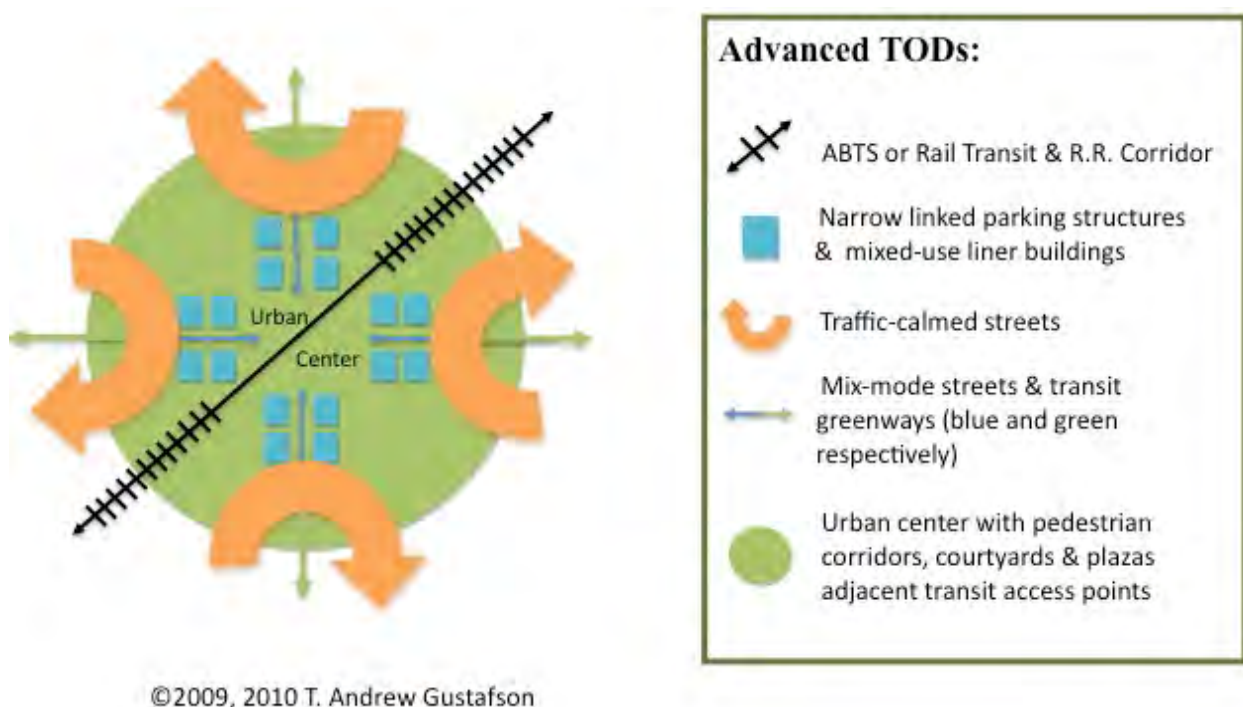 Urban
Center
©2009, 2010 T. Andrew Gustafson
Advanced TODs:
ABTS or Rail Transit & R.R. Corridor
Narrow linked parking structures
& mixed-use liner buildings
Traffic-calmed streets
Mix-mode streets & transit
greenways (blue and green
respectively)
Urban center with pedestrian
corridors, courtyards & plazas
adjacent transit access points